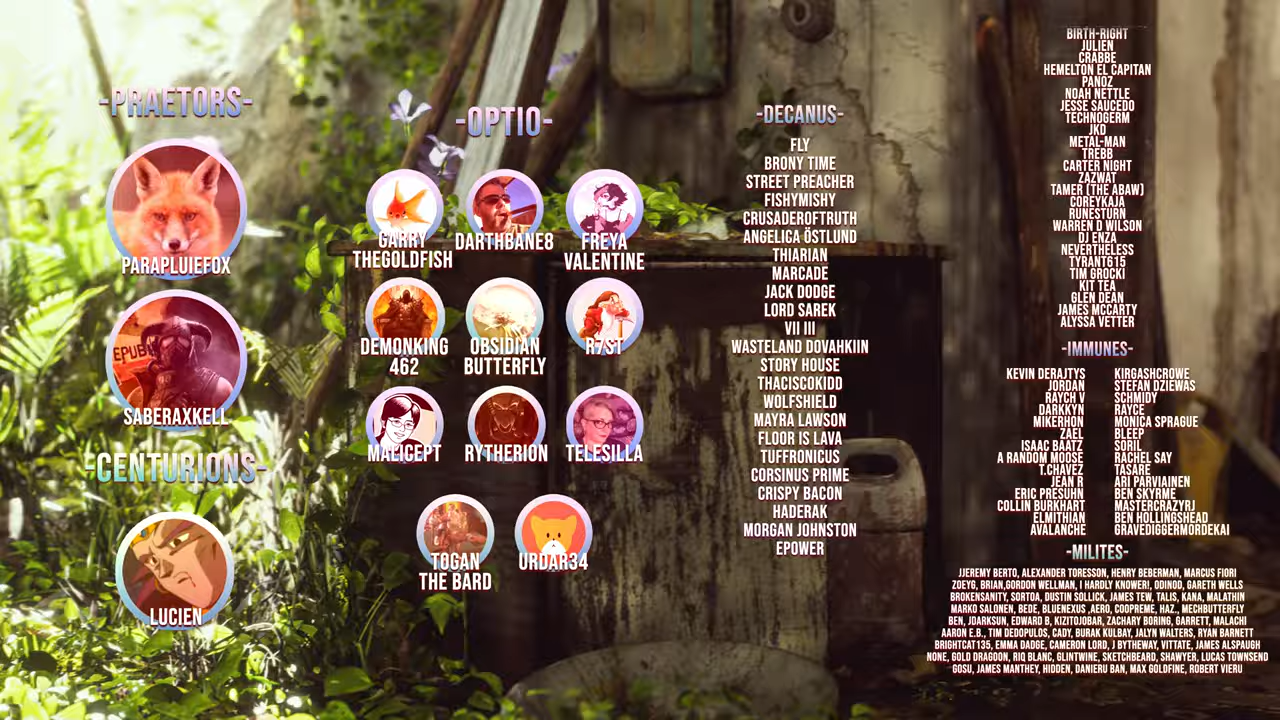 -PRAETORS-
PARAPLUIEFOX
EPUB
SABERAXKELL
-CENTURIONS-
LUCIEN
-OPTIO-
GARRY
THEGOLDFISH
DARTHBANE8
FREYA
VALENTINE
DEMONKING
462
OBSIDIAN
BUTTERFLY
R7ST
MALICEPT
RYTHERION
TELESILLA
TOGAN
THE BARD
URDAR34
-DECANUS-
FLY
BRONY TIME
STREET PREACHER
FISHYMISHY
CRUSADEROFTRUTH
ANGELICA ÖSTLUND
THIARIAN
MARCADE
JACK DODGE
LORD SAREK
VII III
WASTELAND DOVAHKIIN
STORY HOUSE
THACISCOKIDD
WOLFSHIELD
MAYRA LAWSON
FLOOR IS LAVA
TUFFRONICUS
CORSINUS PRIME
CRISPY BACON
HADERAK
MORGAN JOHNSTON
EPOWER
BIRTH-RIGHT
JULIEN
CRABBE
HEMELTON EL CAPITAN
PANOZ
NOAH NETTLE
JESSE SAUCEDO
TECHNOGERM
JKD
METAL-MAN
TREBB
CARTER NIGHT
ZAZWAT
TAMER (THE ABAW)
COREYKAJA
RUNESTURN
WARREN D WILSON
DJ ENZA
NEVERTHELESS
TYRANTG15
TIM GROCKI
KIT TEA
GLEN DEAN
JAMES MCCARTY
ALYSSA VETTER
-IMMUNES-
KEVIN DERAJTYS
JORDAN
RAYCH V
DARKKYN
MIKERHON
ZAEL
ISAAC BAATZ
A RANDOM MOOSE
T.CHAVEZ
JEAN R
ERIC PRESUHN
COLLIN BURKHART
ELMITHIAN
AVALANCHE
KIRGASHCROWE
STEFAN DZIEWAS
SCHMIDY
RAYCE
MONICA SPRAGUE
BLEEP
SORIL
RACHEL SAY
TASARE
ARI PARVIAINEN
BEN SKYRME
MASTERCRAZYRJ
BEN HOLLINGSHEAD
GRAVEDIGGERMORDEKAI
-MILITES-
JJEREMY BERTO, ALEXANDER TORESSON, HENRY BEBERMAN, MARCUS FIORI
ZOEYG, BRIAN,GORDON WELLMAN, I HARDLY KNOWER!, ODINOD, GARETH WELLS
BROKENSANITY, SORTOA, DUSTIN SOLLICK, JAMES TEW, TALIS, KANA, MALATHIN
MARKO SALONEN, BEDE, BLUENEXUS ,AERO, COOPREME, HAZ., MECHBUTTERFLY
BEN, JDARKSUN, EDWARD B, KIZITOJOBAR, ZACHARY BORING, GARRETT, MALACHI
AARON E.B., TIM DEDOPULOS, CADY, BURAK KULBAY, JALYN WALTERS, RYAN BARNETT
BRIGHTCAT135, EMMA DADGE, CAMERON LORD, J BYTHEWAY, VITTATE, JAMES ALSPAUGH
NONE, GOLD DRAGDON, RIQ BLANC, GLINTWINE, SKETCHBEARD, SHAWYER, LUCAS TOWNSEND
GOSU, JAMES MANTHEY, HIDDEN, DANIERU BAN, MAX GOLDFINE, ROBERT VIERU